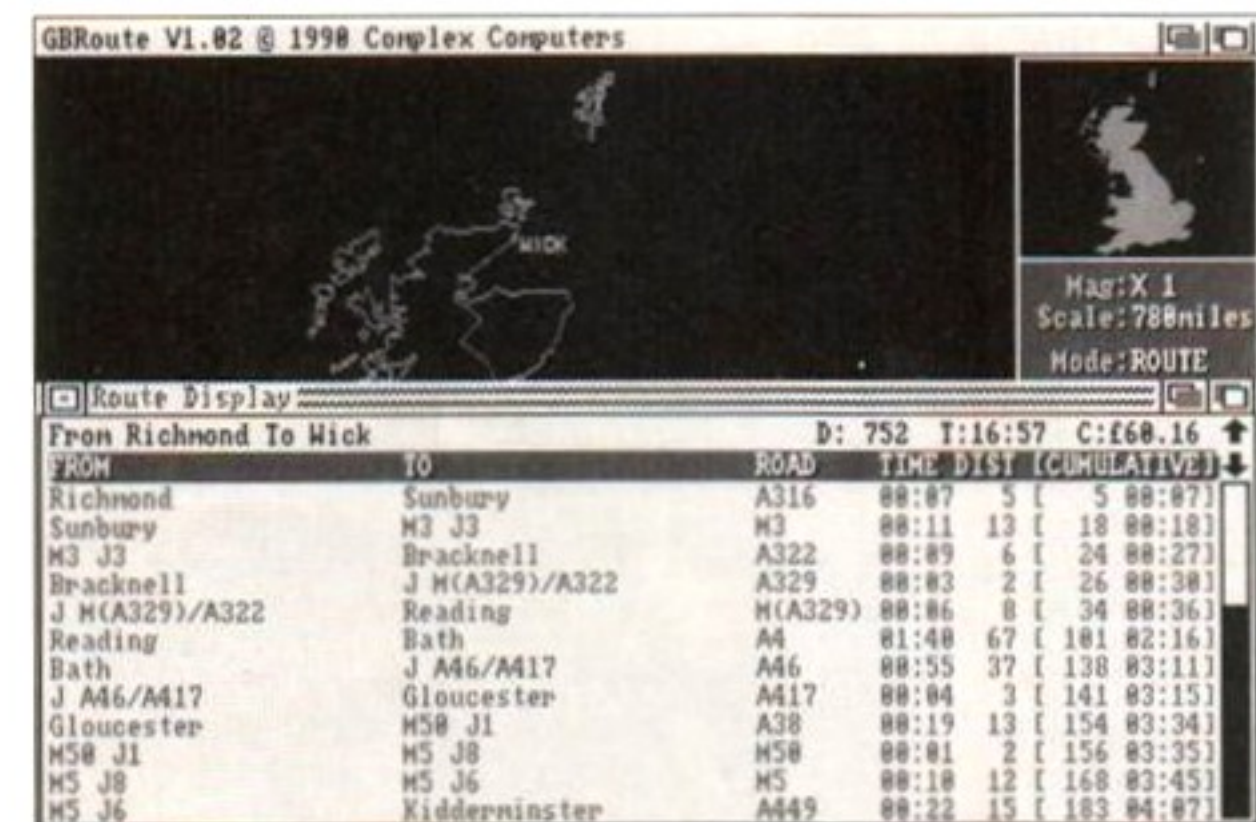 GBRoute V1.02 © 1990 Complex Computers
WICK
Mag:X 1
Scale:780miles
Mode:ROUTE
Route Display
From Richmond To Wick D: 752 T:16:57 C:£60.16
FROM TO ROAD TIME DIST [CUMULATIVE]
Richmond Sunbury A316 00:07 5 [ 5 00:07]
Sunbury M3 J3 M3 00:11 13 [ 18 00:18]
M3 J3 Bracknell A322 00:09 6 [ 24 00:27]
Bracknell J M(A329)/A322 A329 00:03 2 [ 26 00:30]
J M(A329)/A322 Reading M(A329) 00:06 8 [ 34 00:36]
Reading Bath A4 01:40 67 [ 101 02:16]
Bath J A46/A417 A46 00:55 37 [ 138 03:11]
J A46/A417 Gloucester A417 00:04 3 [ 141 03:15]
Gloucester M50 J1 A38 00:19 13 [ 154 03:34]
M50 J1 M5 J8 M50 00:01 2 [ 156 03:35]
M5 J8 M5 J6 M5 00:10 12 [ 168 03:45]
M5 J6 Kidderminster A449 00:22 15 [ 183 04:07]